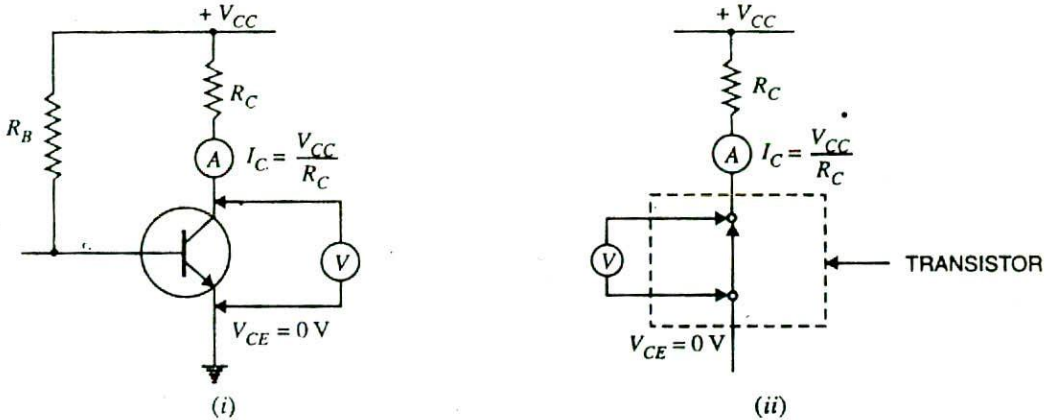 + V_CC
R_C
R_B
A
I_C = V_CC / R_C
V
V_CE = 0 V
(i)
+ V_CC
R_C
A
I_C = V_CC / R_C
V
TRANSISTOR
V_CE = 0 V
(ii)